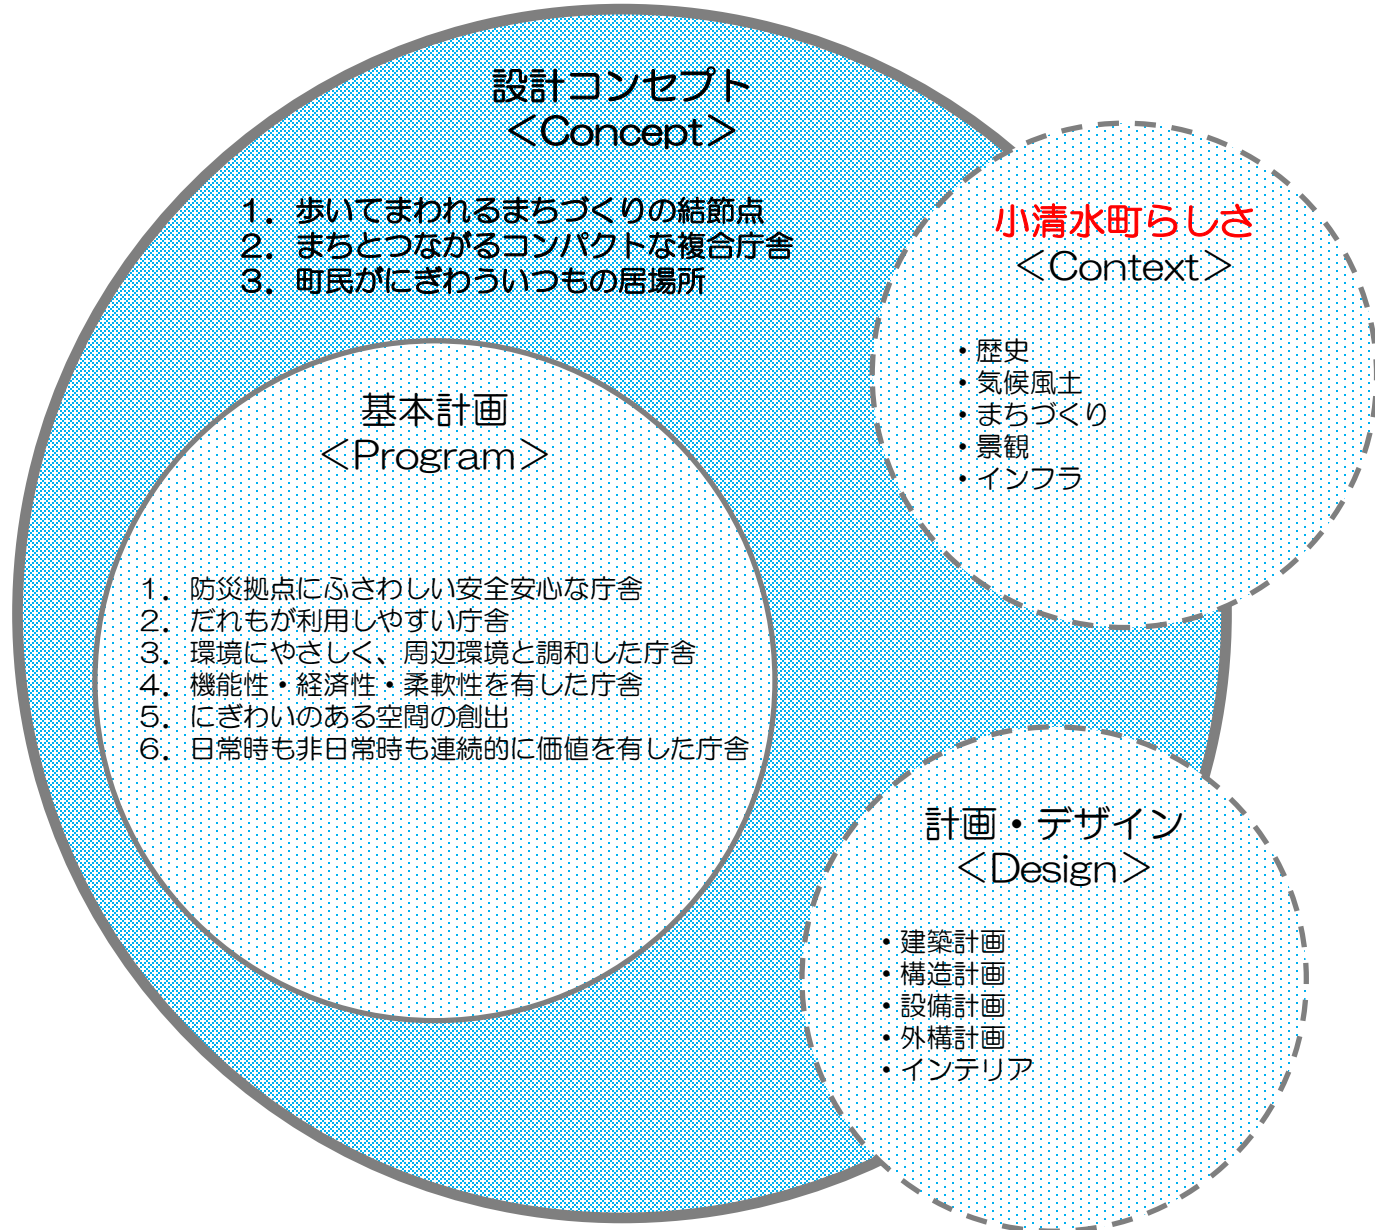 設計コンセプト
＜Concept＞
１．歩いてまわれるまちづくりの結節点
２．まちとつながるコンパクトな複合庁舎
３．町民がにぎわういつもの居場所
小清水町らしさ
＜Context＞
・歴史
・気候風土
・まちづくり
・景観
・インフラ
基本計画
＜Program＞
１．防災拠点にふさわしい安全安心な庁舎
２．だれもが利用しやすい庁舎
３．環境にやさしく、周辺環境と調和した庁舎
４．機能性・経済性・柔軟性を有した庁舎
５．にぎわいのある空間の創出
６．日常時も非日常時も連続的に価値を有した庁舎
計画・デザイン
＜Design＞
・建築計画
・構造計画
・設備計画
・外構計画
・インテリア